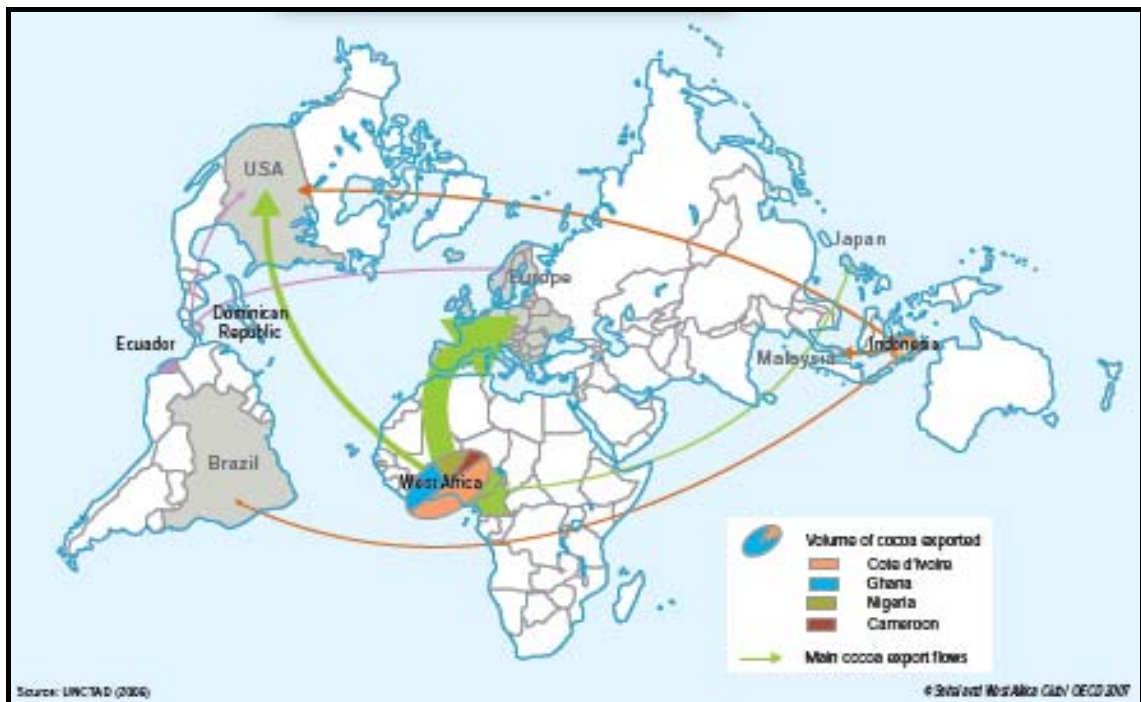 USA
Europe
Japan
Dominican
Republic
Ecuador
Indonesia
Malaysia
Brazil
West Africa
Volume of cocoa exported
Cote d'Ivoire
Ghana
Nigeria
Cameroon
Main cocoa export flows
Source: UNCTAD (2006)
© Sahel and West Africa Club / OECD 2007